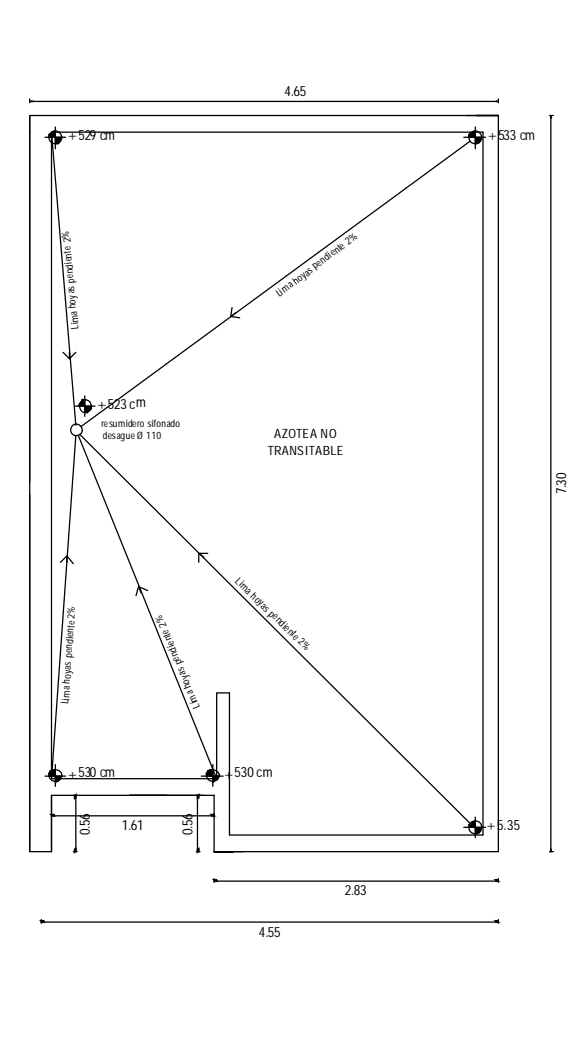 4.65
+529 cm
+533 cm
Lima hoyas pendiente 2%
Lima hoyas pendiente 2%
+523 cm
resumidero sifonado
desague Ø 110
AZOTEA NO
TRANSITABLE
7.30
Lima hoyas pendiente 2%
Lima hoyas pendiente 2%
Lima hoyas pendiente 2%
+530 cm
+530 cm
0.56
1.61
0.56
+5.35
2.83
4.55